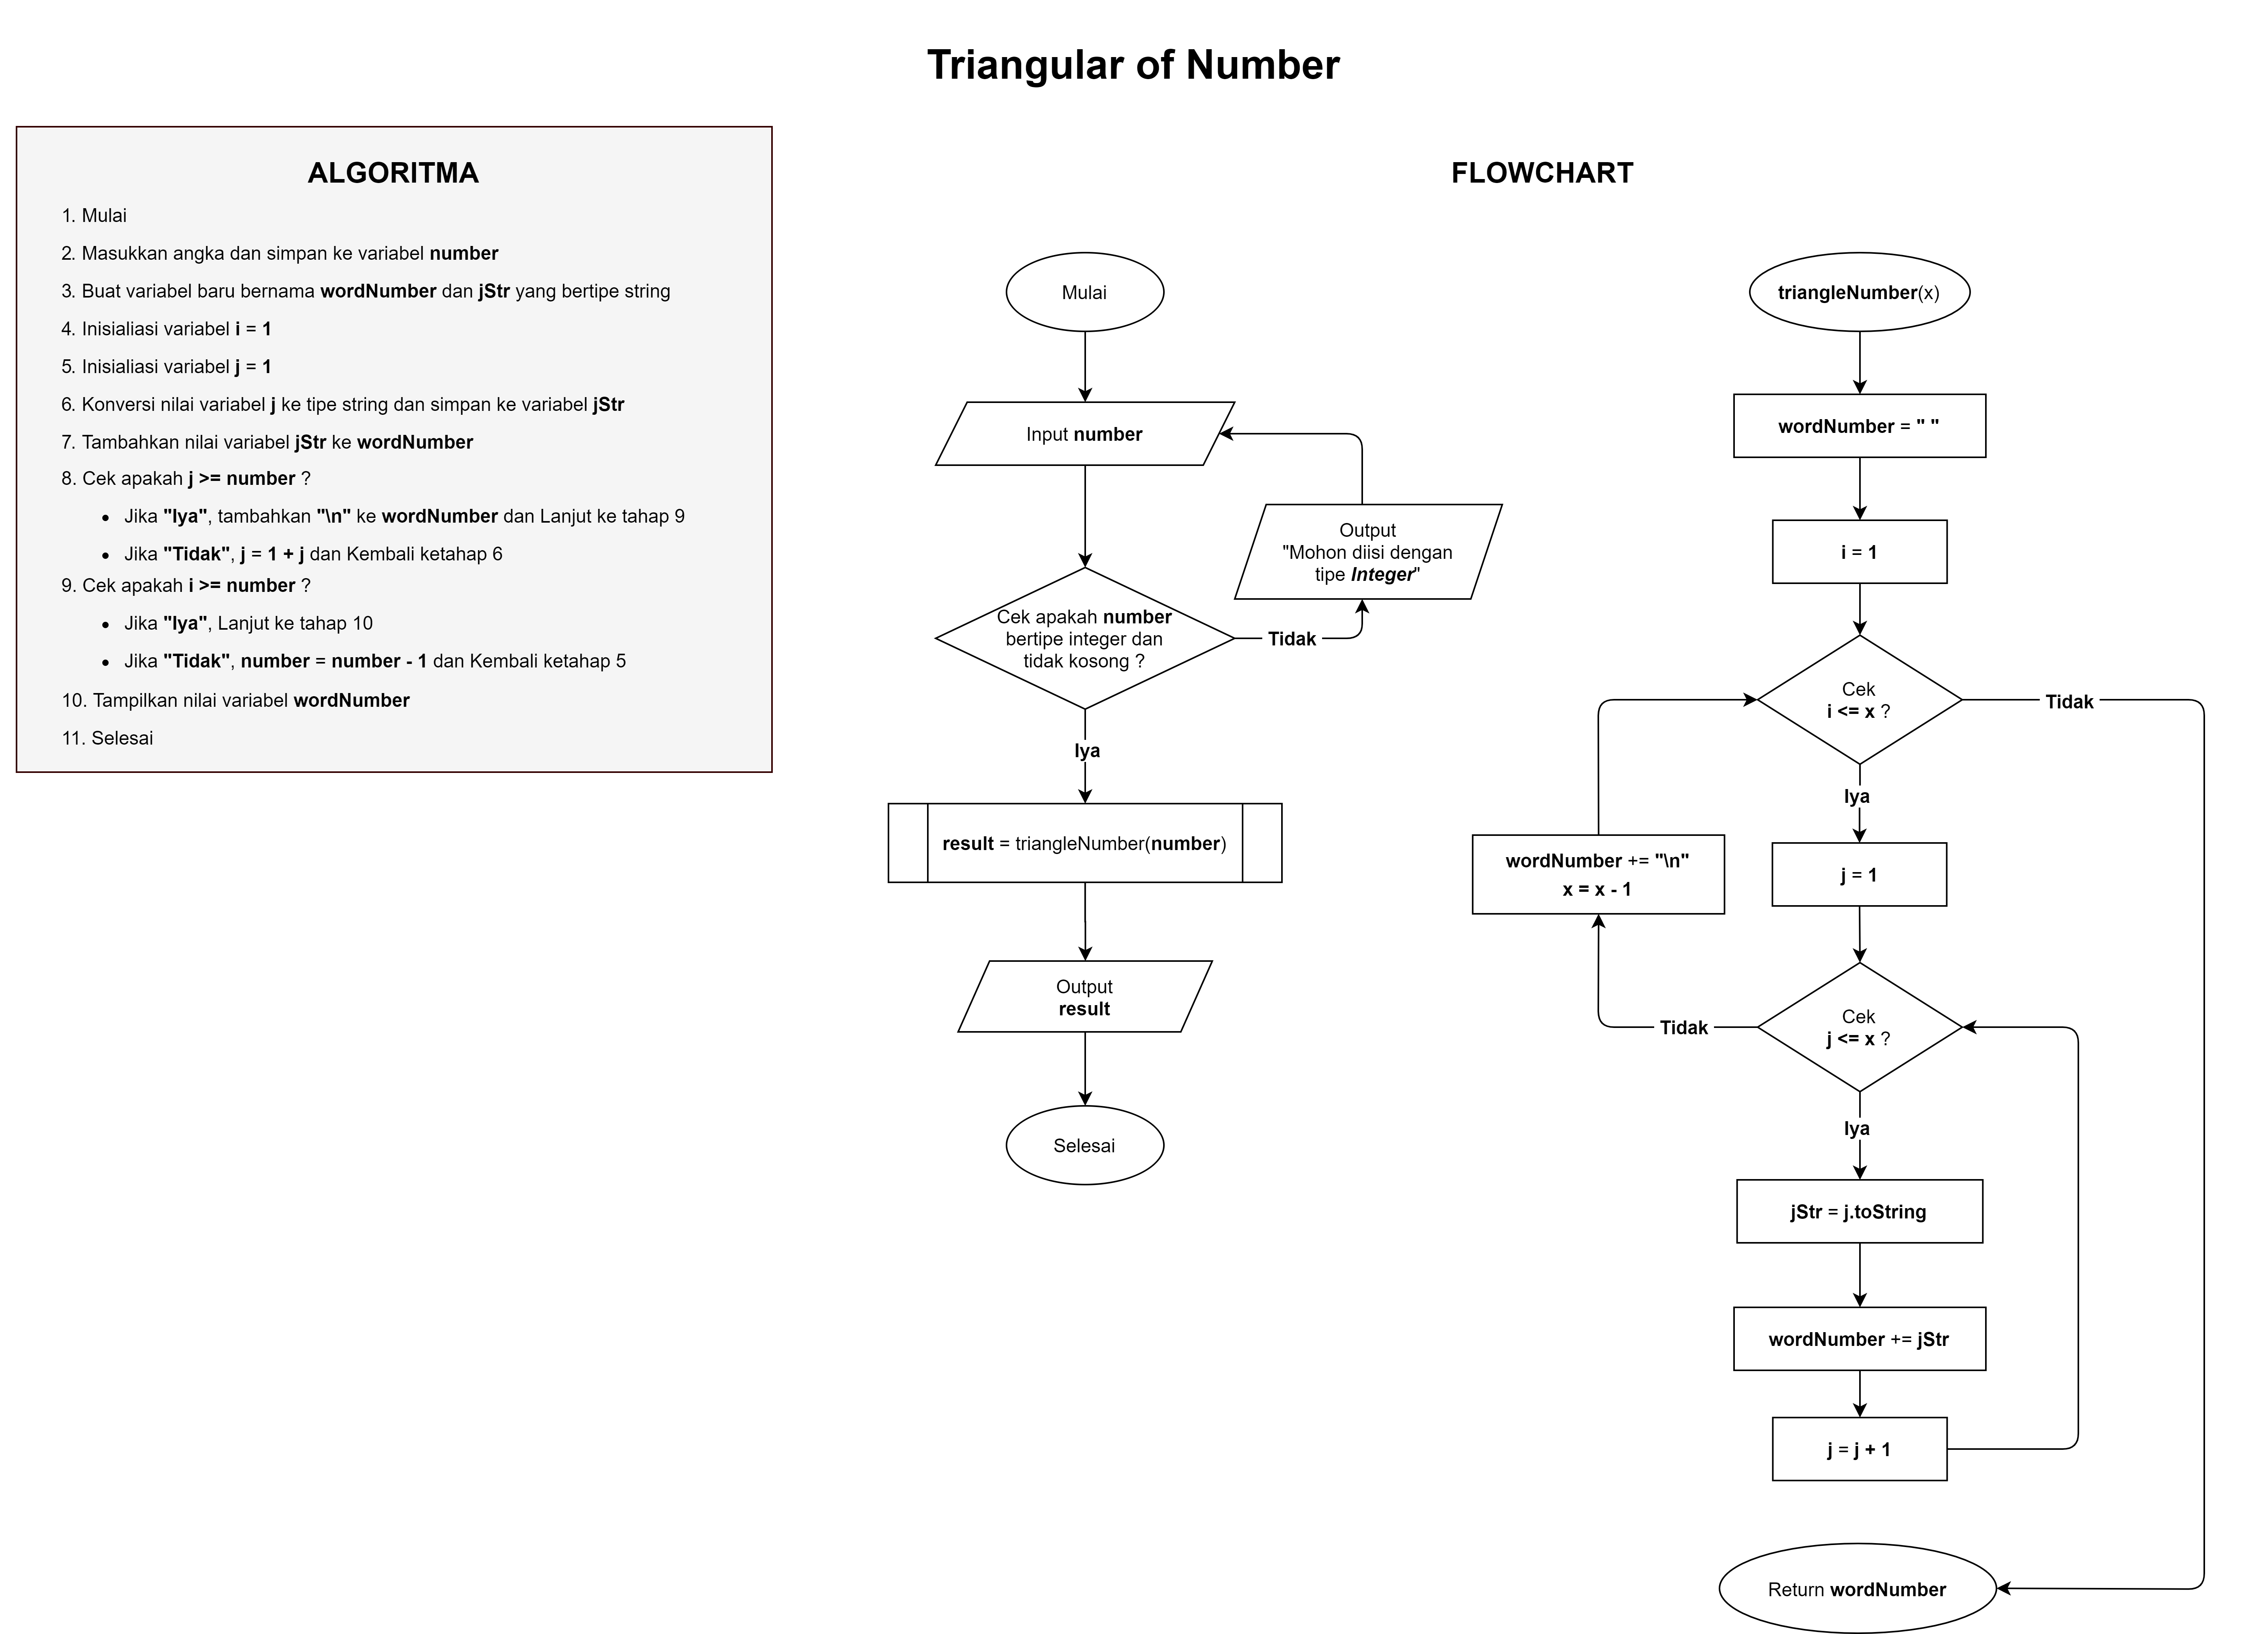 Triangular of Number
ALGORITMA
1. Mulai
2. Masukkan angka dan simpan ke variabel number
3. Buat variabel baru bernama wordNumber dan jStr yang bertipe string
4. Inisialiasi variabel i = 1
5. Inisialiasi variabel j = 1
6. Konversi nilai variabel j ke tipe string dan simpan ke variabel jStr
7. Tambahkan nilai variabel jStr ke wordNumber
8. Cek apakah j >= number ?
• Jika "Iya", tambahkan "\n" ke wordNumber dan Lanjut ke tahap 9
• Jika "Tidak", j = 1 + j dan Kembali ketahap 6
9. Cek apakah i >= number ?
• Jika "Iya", Lanjut ke tahap 10
• Jika "Tidak", number = number - 1 dan Kembali ketahap 5
10. Tampilkan nilai variabel wordNumber
11. Selesai
FLOWCHART
Mulai
Input number
Output
"Mohon diisi dengan
tipe Integer"
Cek apakah number
bertipe integer dan
tidak kosong ?
Tidak
Iya
result = triangleNumber(number)
Output
result
Selesai
triangleNumber(x)
wordNumber = " "
i = 1
Cek
i <= x ?
Tidak
Iya
wordNumber += "\n"
x = x - 1
j = 1
Cek
j <= x ?
Tidak
Iya
jStr = j.toString
wordNumber += jStr
j = j + 1
Return wordNumber